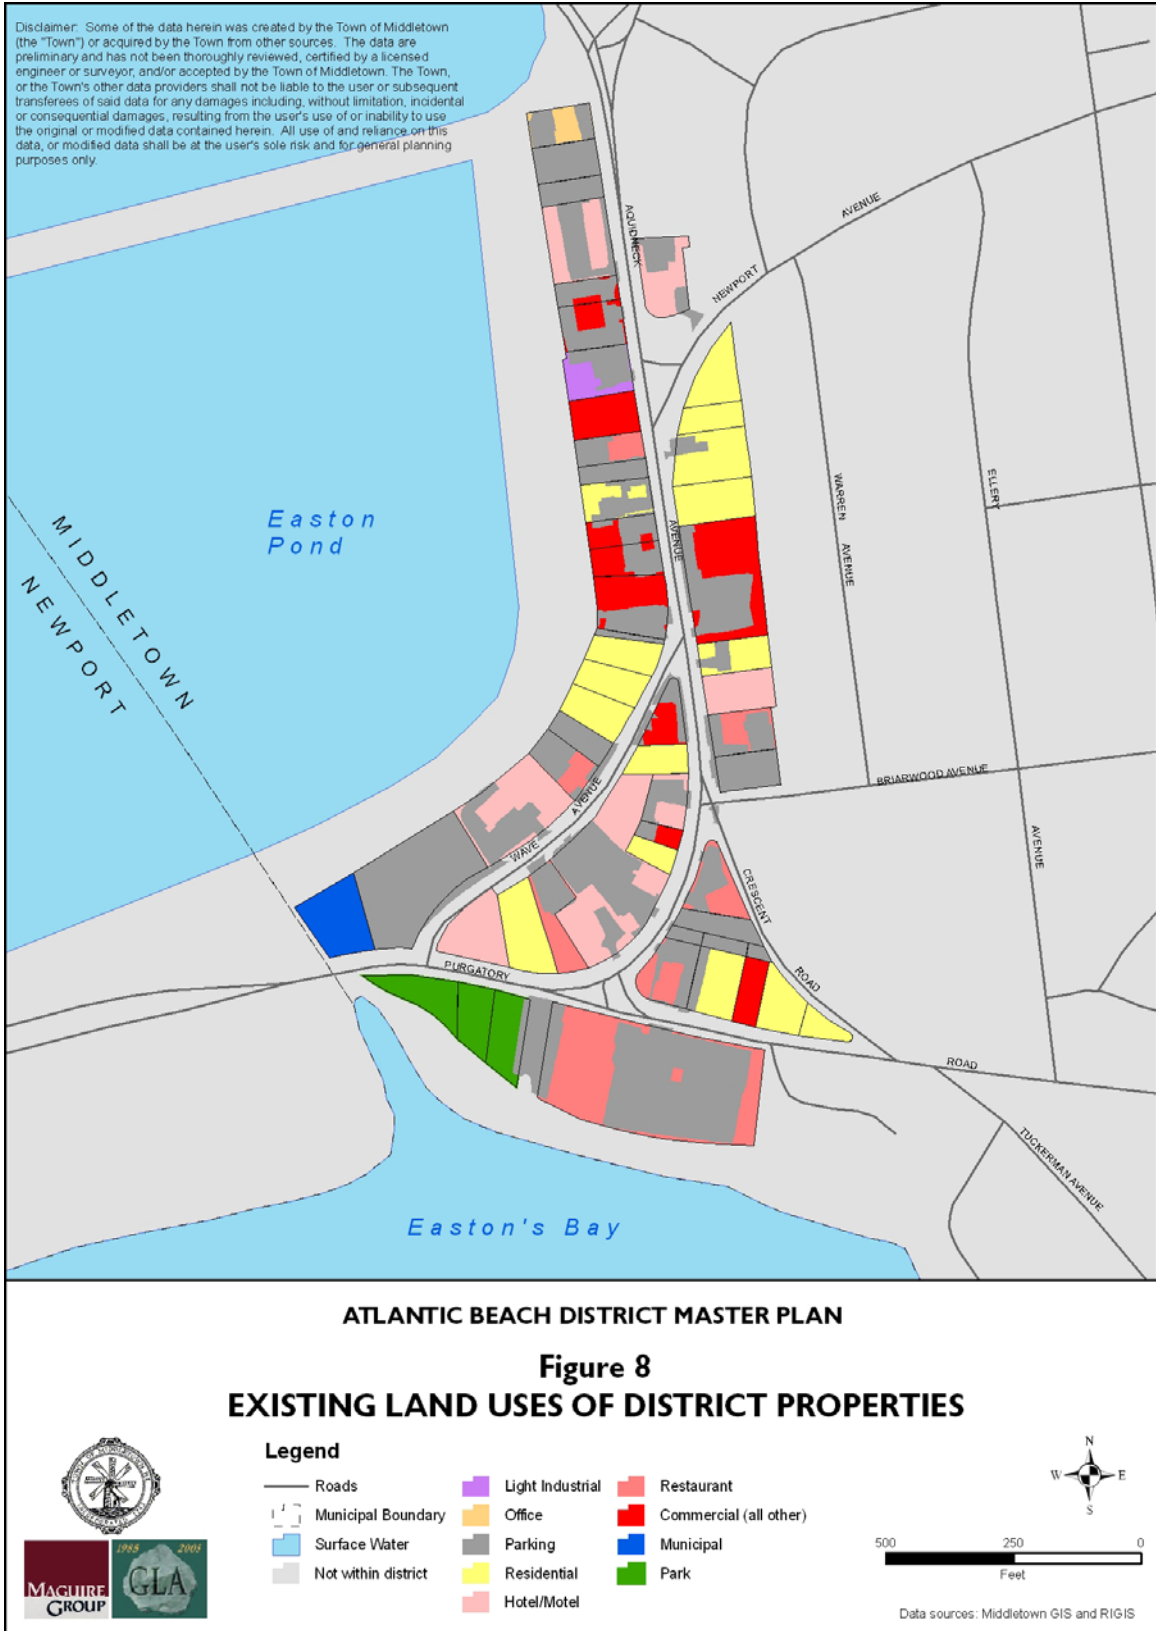 Disclaimer: Some of the data herein was created by the Town of Middletown
(the "Town") or acquired by the Town from other sources. The data are
preliminary and has not been thoroughly reviewed, certified by a licensed
engineer or surveyor, and/or accepted by the Town of Middletown. The Town,
or the Town's other data providers shall not be liable to the user or subsequent
transferees of said data for any damages including, without limitation, incidental
or consequential damages, resulting from the user's use of or inability to use
the original or modified data contained herein. All use of and reliance on this
data, or modified data shall be at the user's sole risk and for general planning
purposes only.
AQUIDNECK
AVENUE
NEWPORT
AVENUE
WARREN
AVENUE
ELLERY
AVENUE
Easton
Pond
MIDDLETOWN
NEWPORT
BRIARWOOD AVENUE
WAVE
AVENUE
CRESCENT
ROAD
PURGATORY
ROAD
TUCKERMAN AVENUE
Easton's Bay
ATLANTIC BEACH DISTRICT MASTER PLAN
Figure 8
EXISTING LAND USES OF DISTRICT PROPERTIES
Legend
Roads
Municipal Boundary
Surface Water
Not within district
Light Industrial
Office
Parking
Residential
Hotel/Motel
Restaurant
Commercial (all other)
Municipal
Park
N
W
E
S
500
250
0
Feet
MAGUIRE
GROUP
1988
2003
GLA
Data sources: Middletown GIS and RIGIS